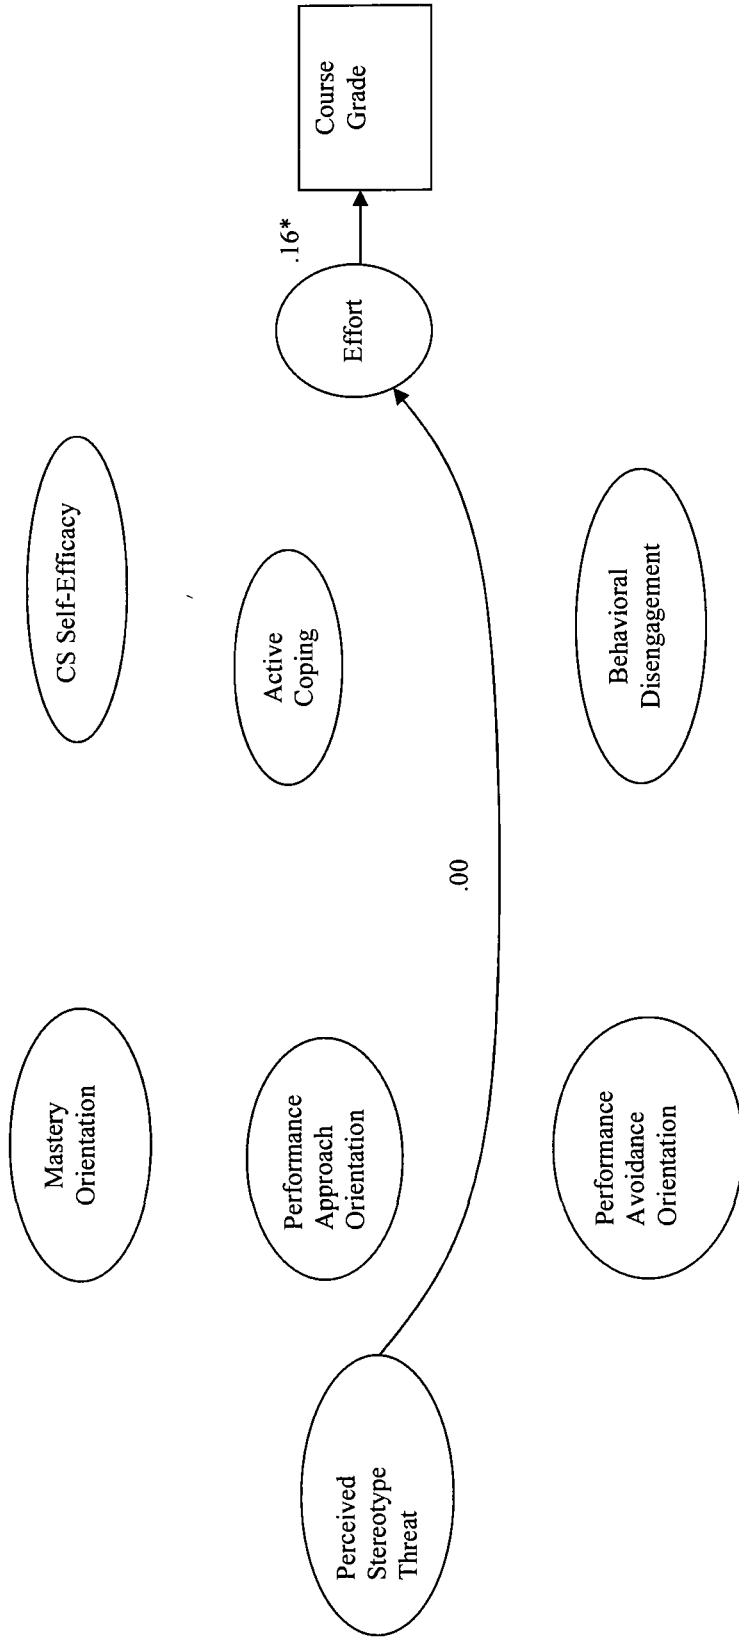 Mastery
Orientation
CS Self-Efficacy
Performance
Approach
Orientation
Active
Coping
Perceived
Stereotype
Threat
.00
Effort
.16*
Course
Grade
Performance
Avoidance
Orientation
Behavioral
Disengagement